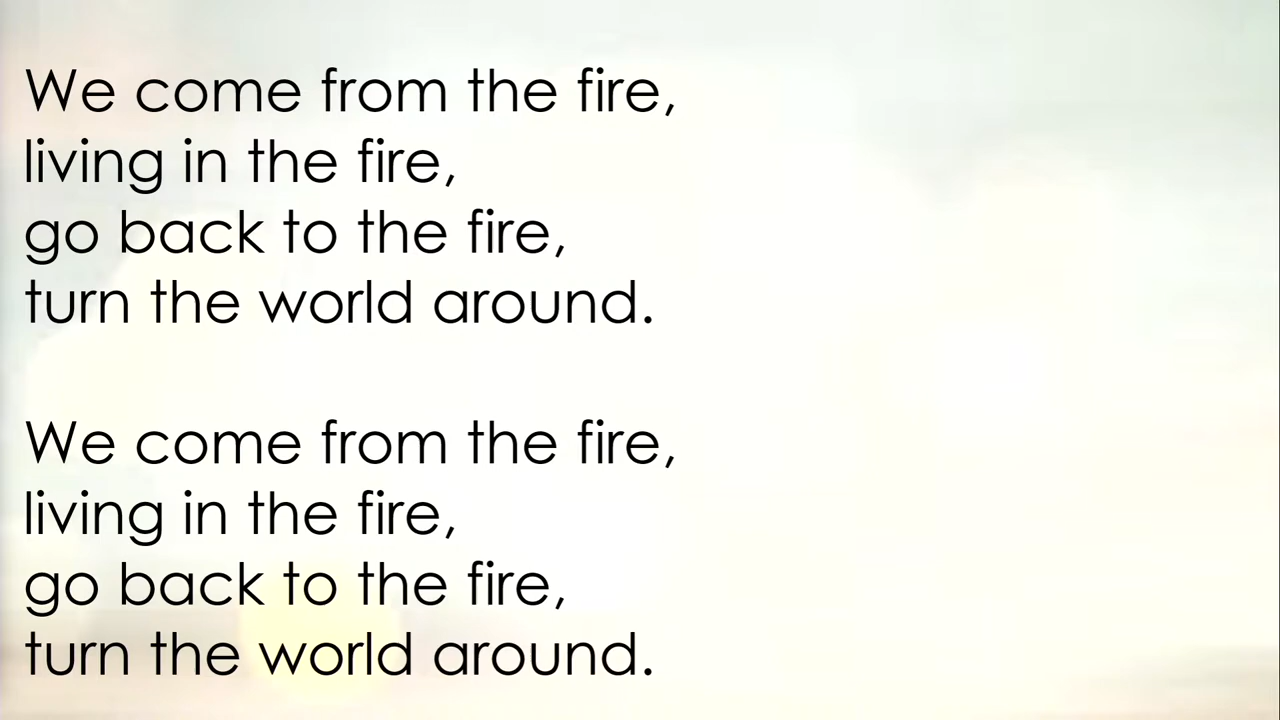 We come from the fire,
living in the fire,
go back to the fire,
turn the world around.
We come from the fire,
living in the fire,
go back to the fire,
turn the world around.